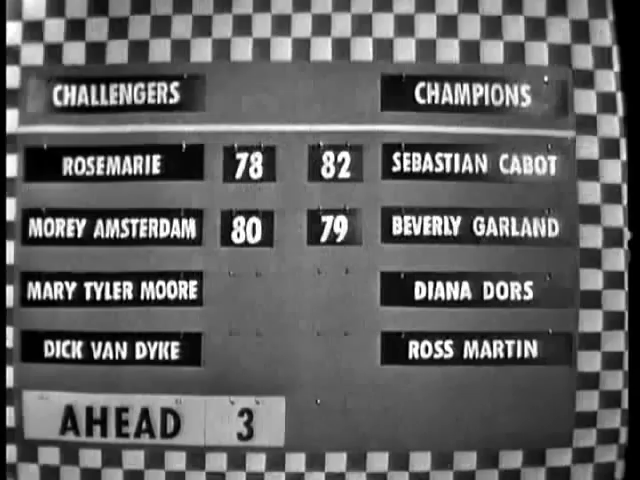 CHALLENGERS CHAMPIONS
ROSEMARIE 78 82 SEBASTIAN CABOT
MOREY AMSTERDAM 80 79 BEVERLY GARLAND
MARY TYLER MOORE DIANA DORS
DICK VAN DYKE ROSS MARTIN
AHEAD 3